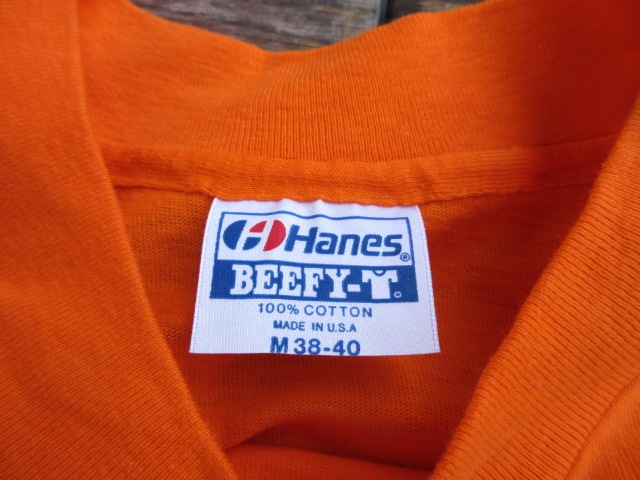 Hanes®
BEEFY-T®
100% COTTON
MADE IN U.S.A
M 38-40